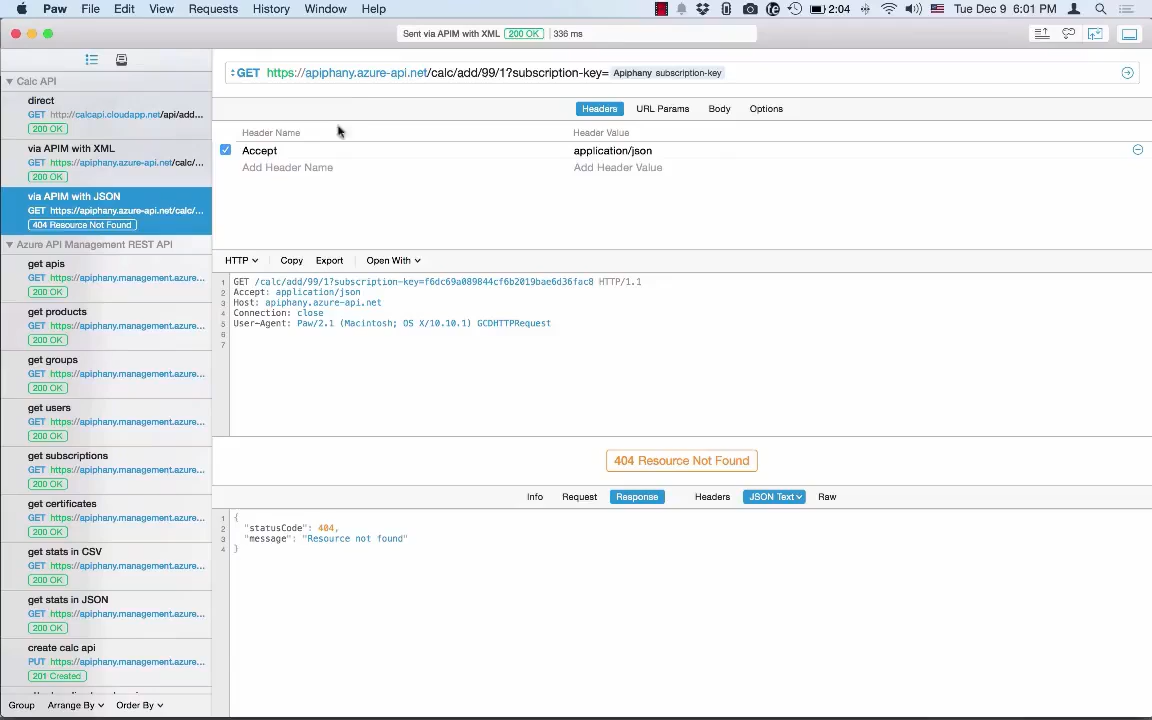 Paw File Edit View Requests History Window Help 2:04 Tue Dec 9 6:01 PM
Sent via APIM with XML 200 OK 336 ms
Calc API
direct
GET http://calcapi.cloudapp.net/api/add...
200 OK
via APIM with XML
GET https://apiphany.azure-api.net/calc/...
200 OK
via APIM with JSON
GET https://apiphany.azure-api.net/calc/...
404 Resource Not Found
Azure API Management REST API
get apis
GET https://apiphany.management.azure...
200 OK
get products
GET https://apiphany.management.azure...
200 OK
get groups
GET https://apiphany.management.azure...
200 OK
get users
GET https://apiphany.management.azure...
200 OK
get subscriptions
GET https://apiphany.management.azure...
200 OK
get certificates
GET https://apiphany.management.azure...
200 OK
get stats in CSV
GET https://apiphany.management.azure...
200 OK
get stats in JSON
GET https://apiphany.management.azure...
200 OK
create calc api
PUT https://apiphany.management.azure...
201 Created
Group Arrange By Order By
GET https://apiphany.azure-api.net/calc/add/99/1?subscription-key= Apiphany subscription-key
Headers URL Params Body Options
Header Name Header Value
Accept application/json
Add Header Name Add Header Value
HTTP Copy Export Open With
1 GET /calc/add/99/1?subscription-key=f6dc69a089844cf6b2019bae6d36fac8 HTTP/1.1
2 Accept: application/json
3 Host: apiphany.azure-api.net
4 Connection: close
5 User-Agent: Paw/2.1 (Macintosh; OS X/10.10.1) GCDHTTPRequest
6
7
404 Resource Not Found
Info Request Response Headers JSON Text Raw
1 {
2 "statusCode": 404,
3 "message": "Resource not found"
4 }